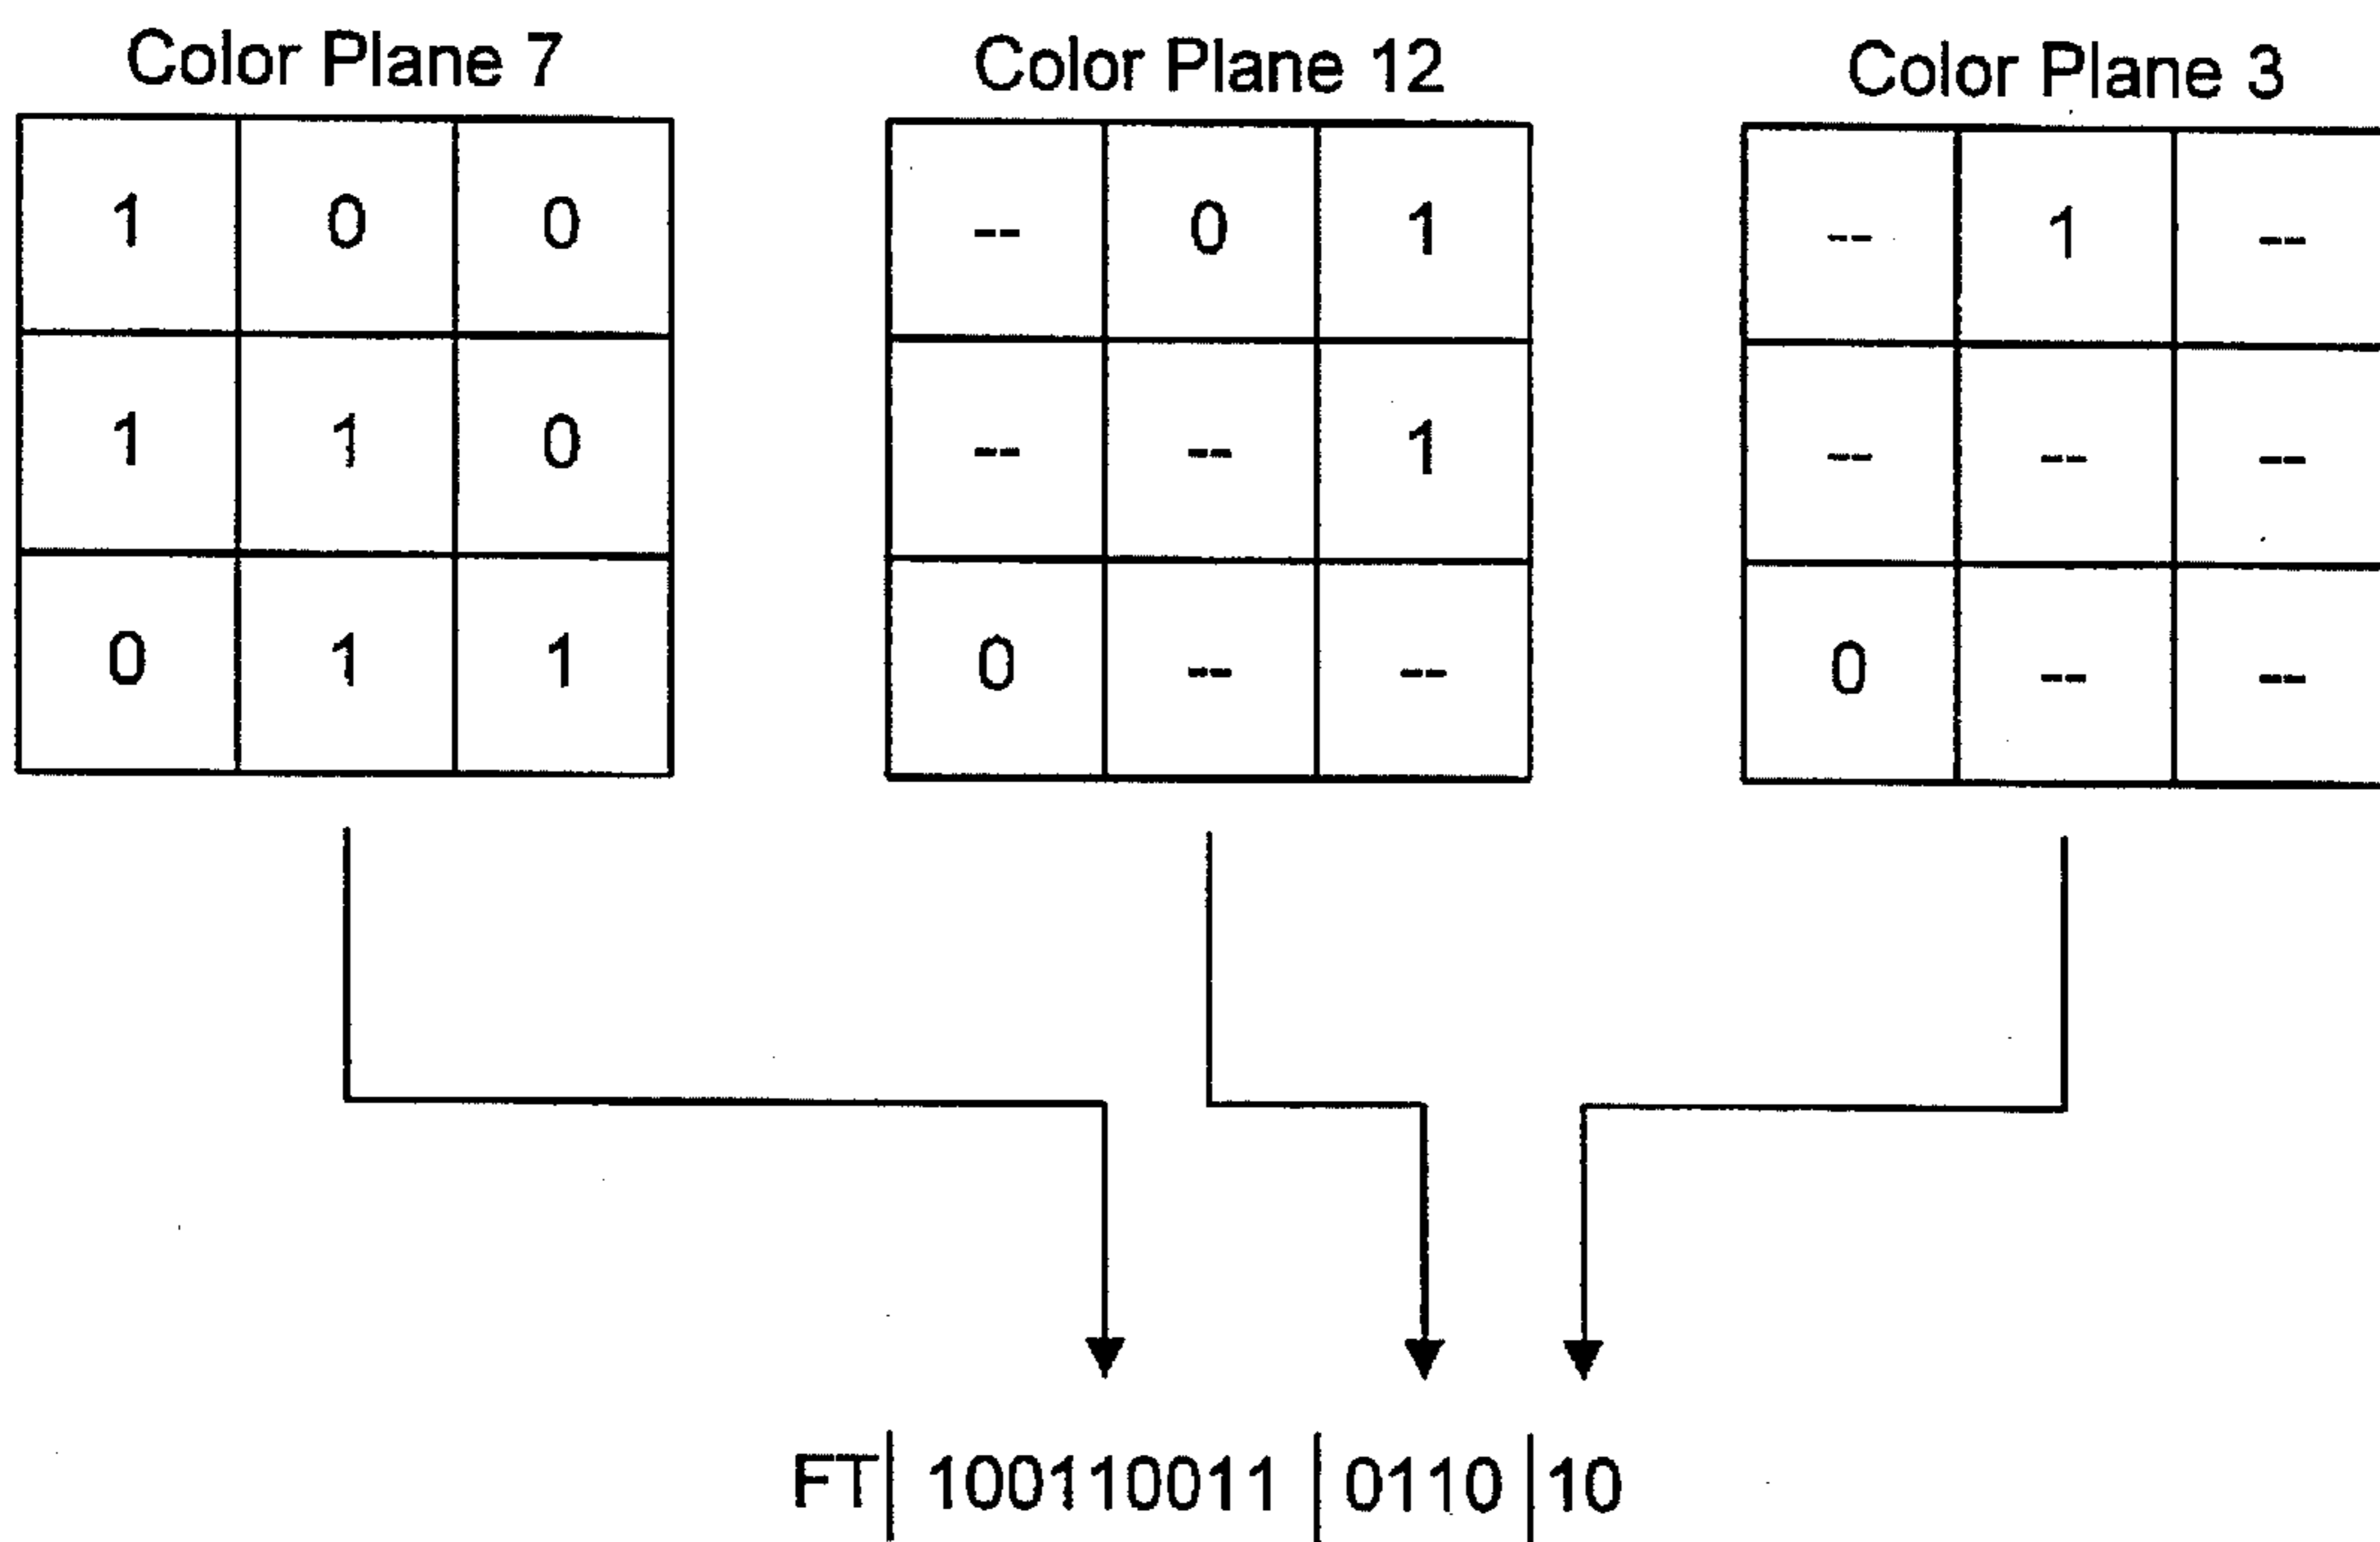 Color Plane 7 Color Plane 12 Color Plane 3
1 0 0 -- 0 1 -- 1 --
1 1 0 -- -- 1 -- -- --
0 1 1 0 -- -- 0 -- --
FT| 100110011 |0110|10